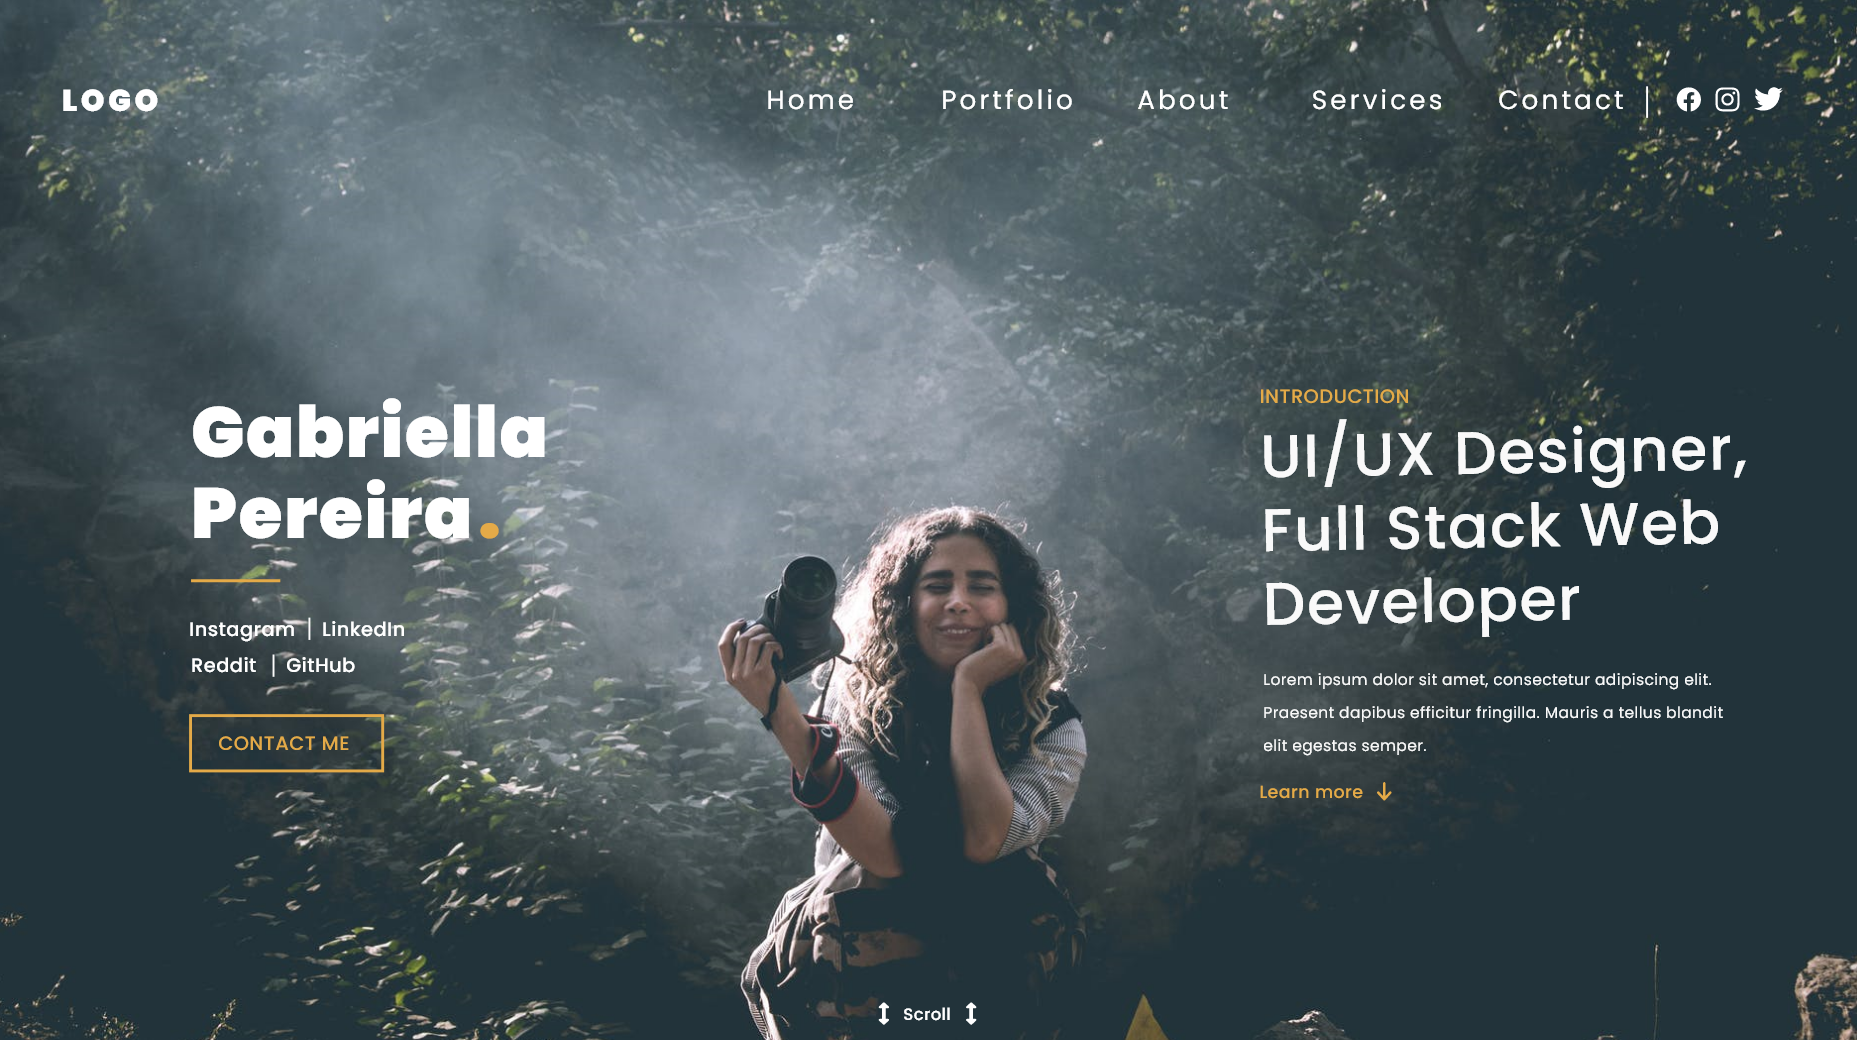 LOGO
Home Portfolio About Services Contact
Gabriella
Pereira.
Instagram | LinkedIn
Reddit | GitHub
CONTACT ME
INTRODUCTION
UI/UX Designer,
Full Stack Web
Developer
Lorem ipsum dolor sit amet, consectetur adipiscing elit.
Praesent dapibus efficitur fringilla. Mauris a tellus blandit
elit egestas semper.
Learn more
Scroll